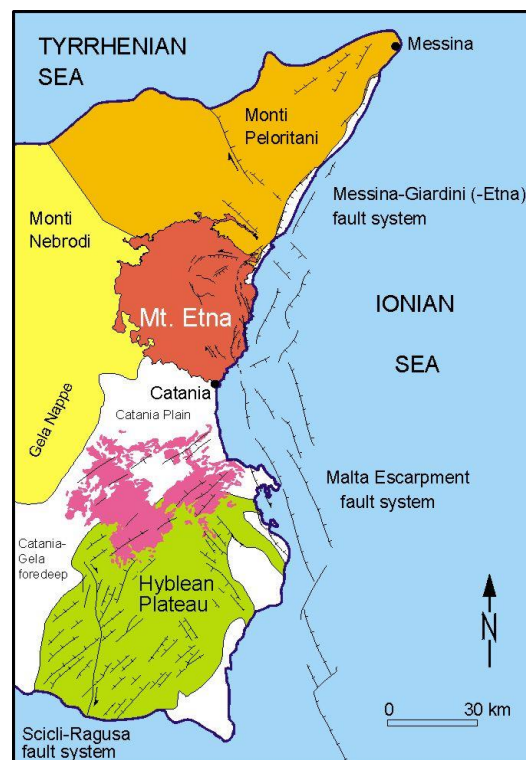 TYRRHENIAN
SEA
Messina
Monti
Peloritani
Messina-Giardini (-Etna)
fault system
Monti
Nebrodi
IONIAN
SEA
Mt. Etna
Catania
Catania Plain
Gela Nappe
Malta Escarpment
fault system
Catania-
Gela
foredeep
Hyblean
Plateau
N
0 30 km
Scicli-Ragusa
fault system